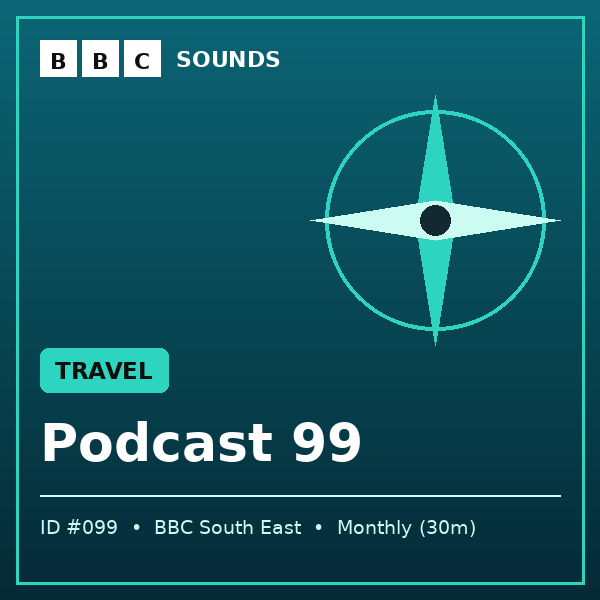 BBC SOUNDS
TRAVEL
Podcast 99
ID #099 • BBC South East • Monthly (30m)